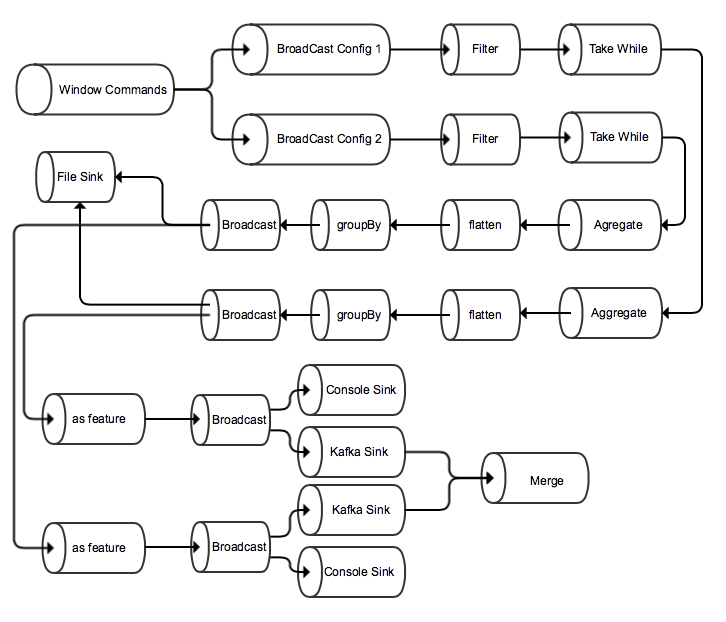 BroadCast Config 1
Filter
Take While
Window Commands
BroadCast Config 2
Filter
Take While
File Sink
Broadcast
groupBy
flatten
Agregate
Broadcast
groupBy
flatten
Aggregate
Console Sink
as feature
Broadcast
Kafka Sink
Merge
Kafka Sink
as feature
Broadcast
Console Sink